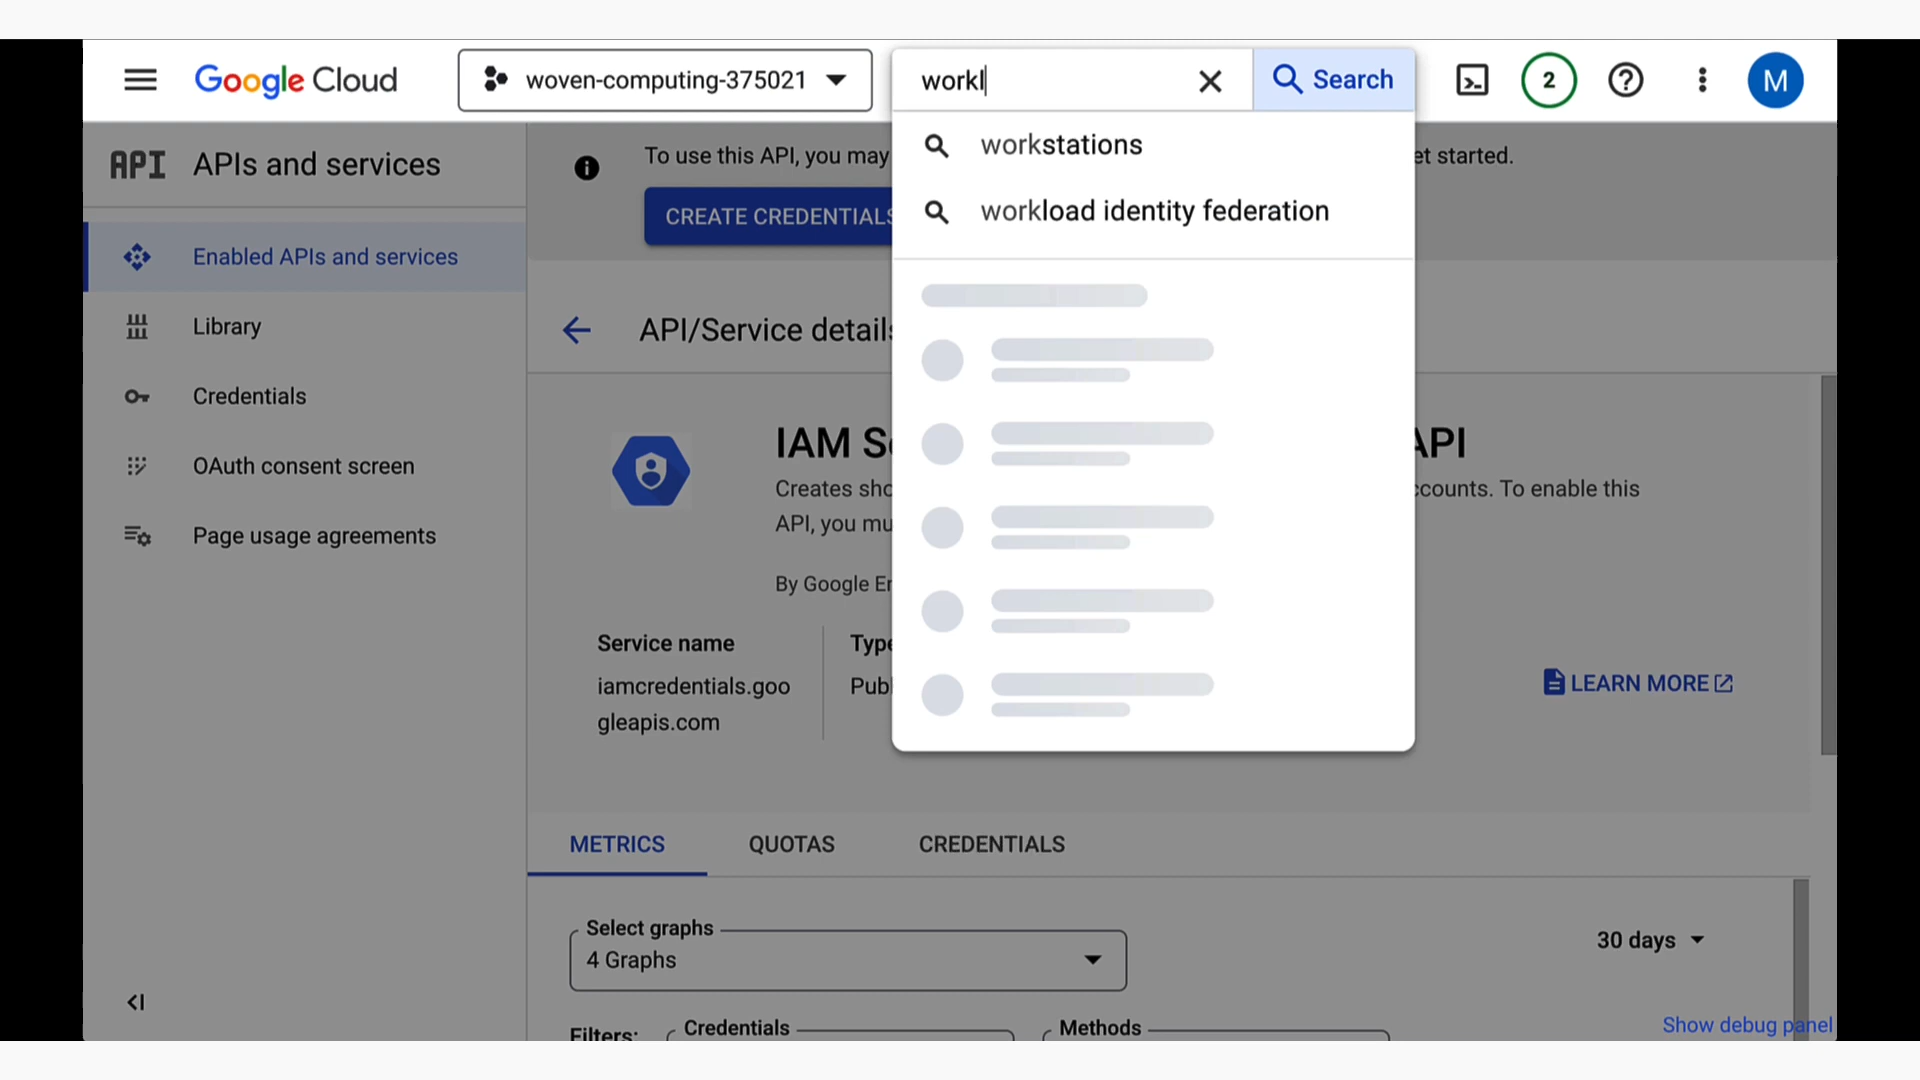 Google Cloud
woven-computing-375021
workl
Search
2
M
workstations
workload identity federation
API APIs and services
Enabled APIs and services
Library
Credentials
OAuth consent screen
Page usage agreements
To use this API, you may
et started.
CREATE CREDENTIALS
API/Service details
IAM S
API
Creates sho
ccounts. To enable this
API, you mu
By Google En
Service name
Type
iamcredentials.goo
gleapis.com
Publ
LEARN MORE
METRICS
QUOTAS
CREDENTIALS
Select graphs
4 Graphs
30 days
Filters:
Credentials
Methods
Show debug panel